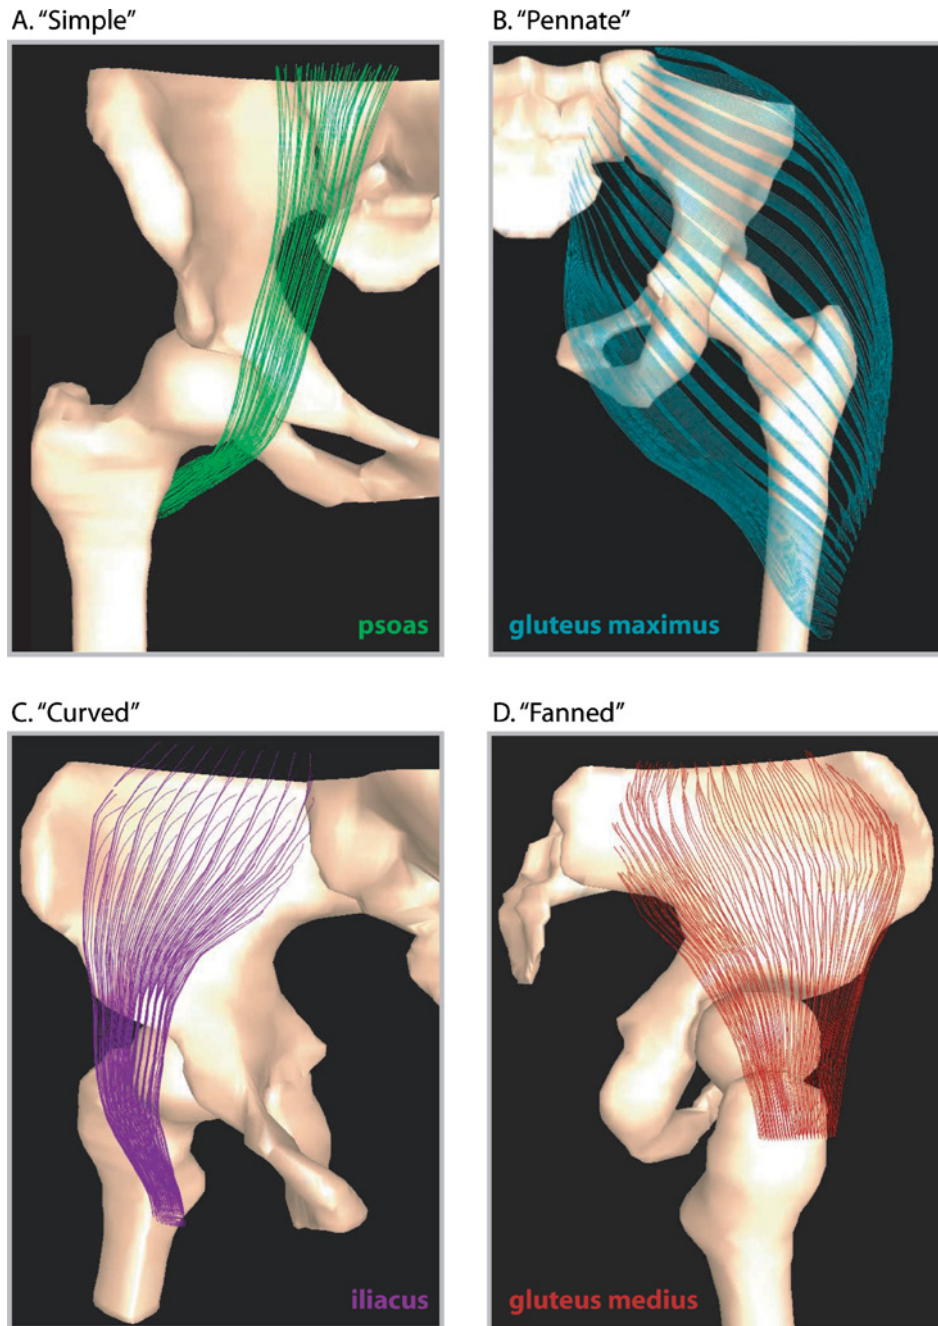 A. “Simple”
B. “Pennate”
psoas
gluteus maximus
C. “Curved”
D. “Fanned”
iliacus
gluteus medius